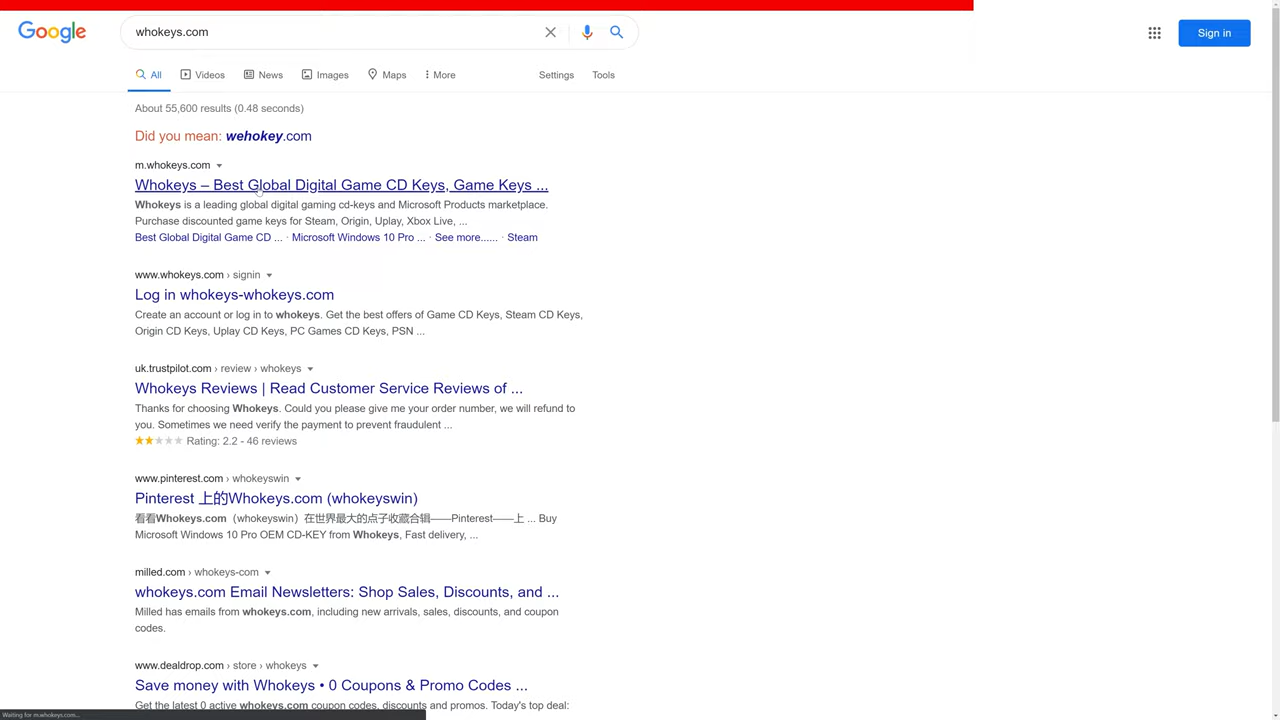 Google
whokeys.com
Sign in
All Videos News Images Maps More Settings Tools
About 55,600 results (0.48 seconds)
Did you mean: wehokey.com
m.whokeys.com
Whokeys – Best Global Digital Game CD Keys, Game Keys ...
Whokeys is a leading global digital gaming cd-keys and Microsoft Products marketplace.
Purchase discounted game keys for Steam, Origin, Uplay, Xbox Live, ...
Best Global Digital Game CD ... · Microsoft Windows 10 Pro ... · See more...... · Steam
www.whokeys.com › signin
Log in whokeys-whokeys.com
Create an account or log in to whokeys. Get the best offers of Game CD Keys, Steam CD Keys,
Origin CD Keys, Uplay CD Keys, PC Games CD Keys, PSN ...
uk.trustpilot.com › review › whokeys
Whokeys Reviews | Read Customer Service Reviews of ...
Thanks for choosing Whokeys. Could you please give me your order number, we will refund to
you. Sometimes we need verify the payment to prevent fraudulent ...
Rating: 2.2 - 46 reviews
www.pinterest.com › whokeyswin
Pinterest 上的Whokeys.com (whokeyswin)
看看Whokeys.com（whokeyswin）在世界最大的点子收藏合辑——Pinterest——上 ... Buy
Microsoft Windows 10 Pro OEM CD-KEY from Whokeys, Fast delivery, ...
milled.com › whokeys-com
whokeys.com Email Newsletters: Shop Sales, Discounts, and ...
Milled has emails from whokeys.com, including new arrivals, sales, discounts, and coupon
codes.
www.dealdrop.com › store › whokeys
Save money with Whokeys • 0 Coupons & Promo Codes ...
Get the latest 0 active whokeys.com coupon codes, discounts and promos. Today's top deal:
Waiting for m.whokeys.com...